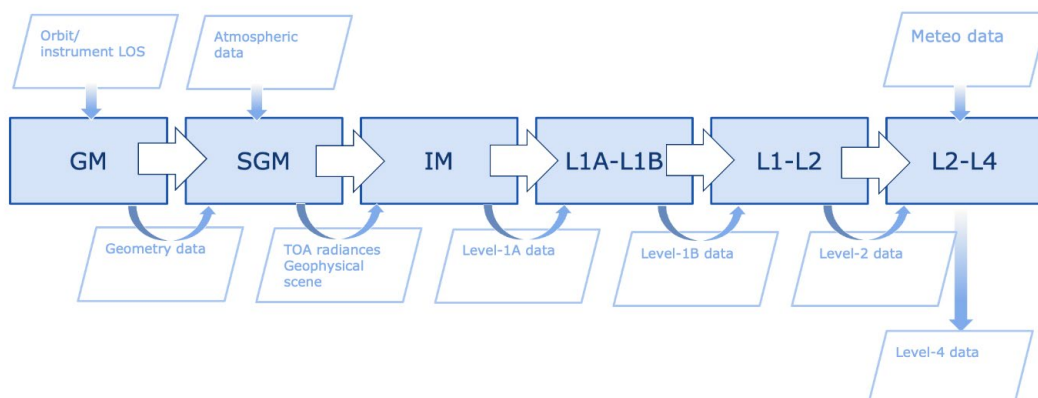 Orbit/
instrument LOS
Atmospheric
data
Meteo data
GM
SGM
IM
L1A-L1B
L1-L2
L2-L4
Geometry data
TOA radiances
Geophysical
scene
Level-1A data
Level-1B data
Level-2 data
Level-4 data